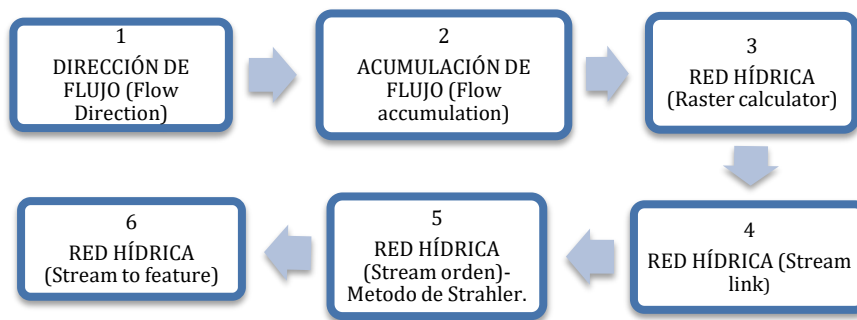 1
DIRECCIÓN DE
FLUJO (Flow
Direction)
2
ACUMULACIÓN DE
FLUJO (Flow
accumulation)
3
RED HÍDRICA
(Raster calculator)
4
RED HÍDRICA (Stream
link)
5
RED HÍDRICA
(Stream orden)-
Metodo de Strahler.
6
RED HÍDRICA
(Stream to feature)